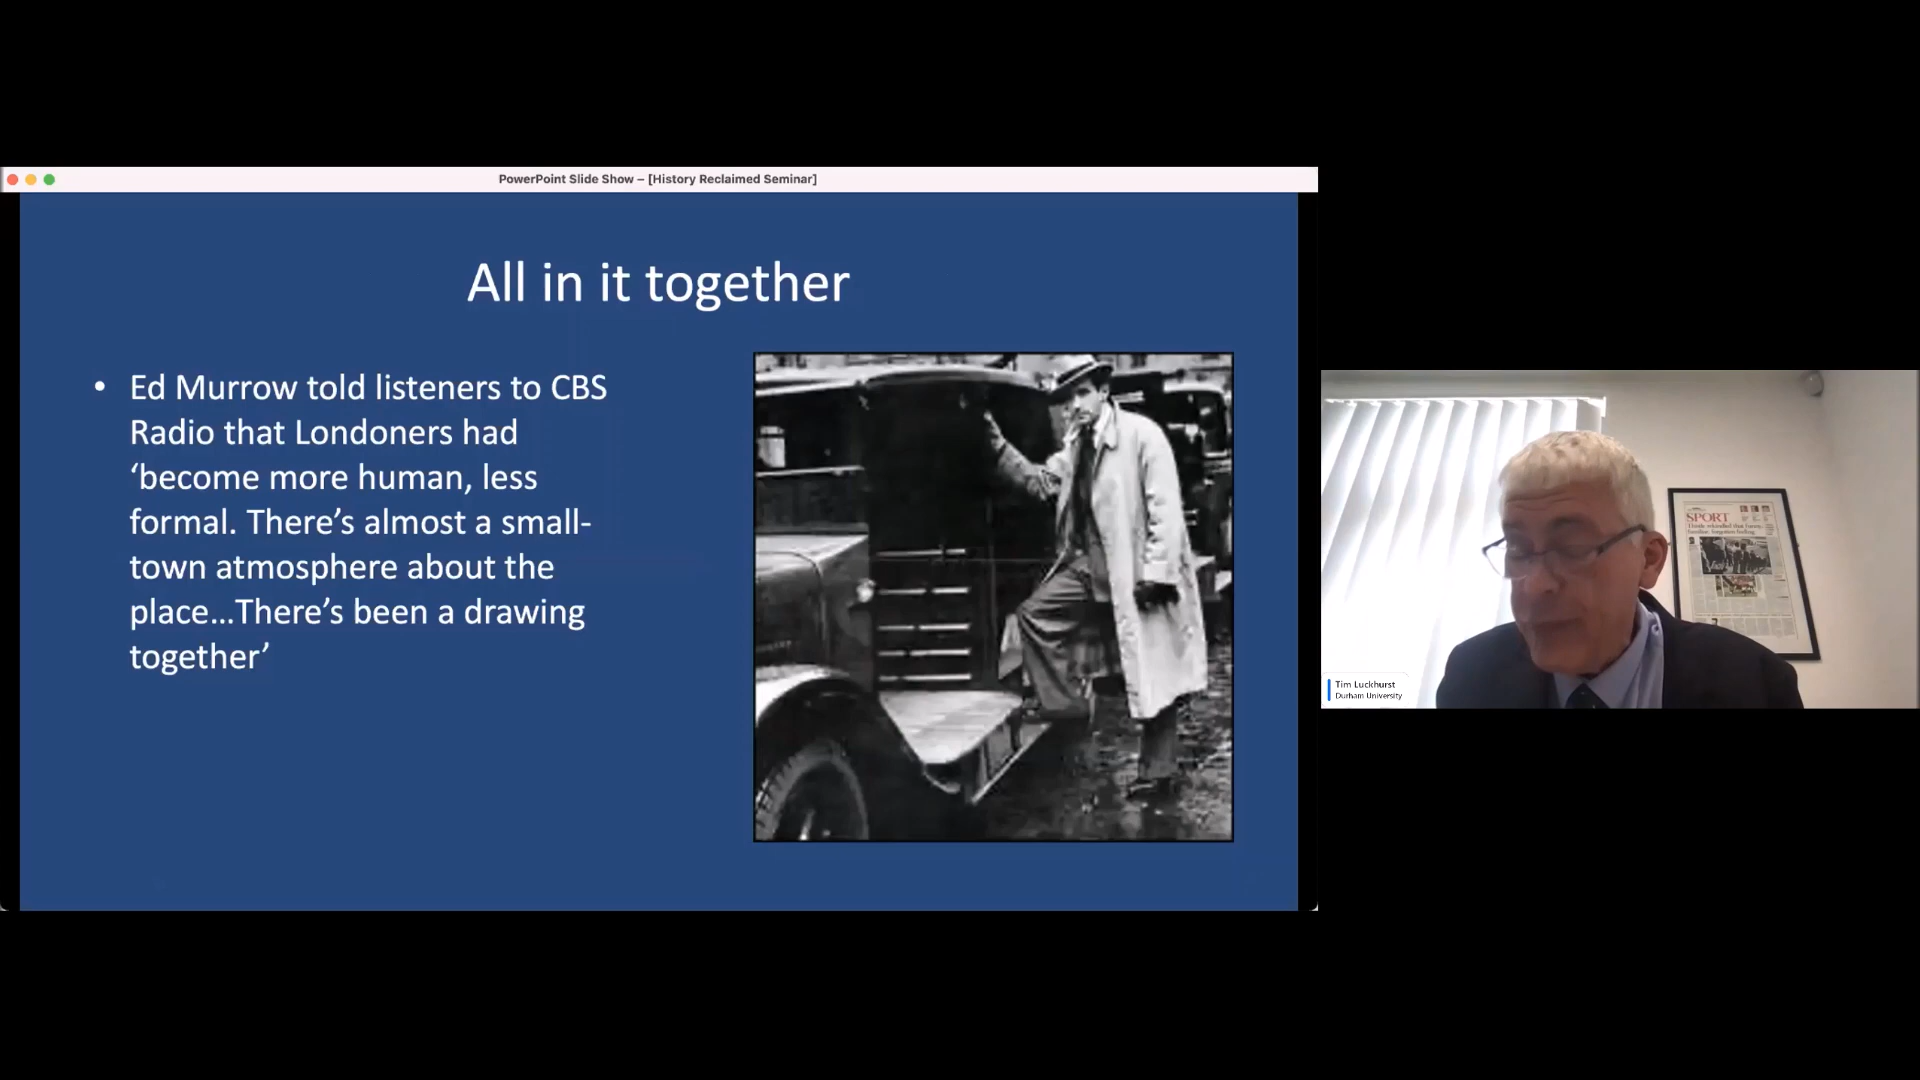 PowerPoint Slide Show – [History Reclaimed Seminar]
All in it together
• Ed Murrow told listeners to CBS
Radio that Londoners had
‘become more human, less
formal. There’s almost a small-
town atmosphere about the
place…There’s been a drawing
together’
SPORT
Tim Luckhurst
Durham University